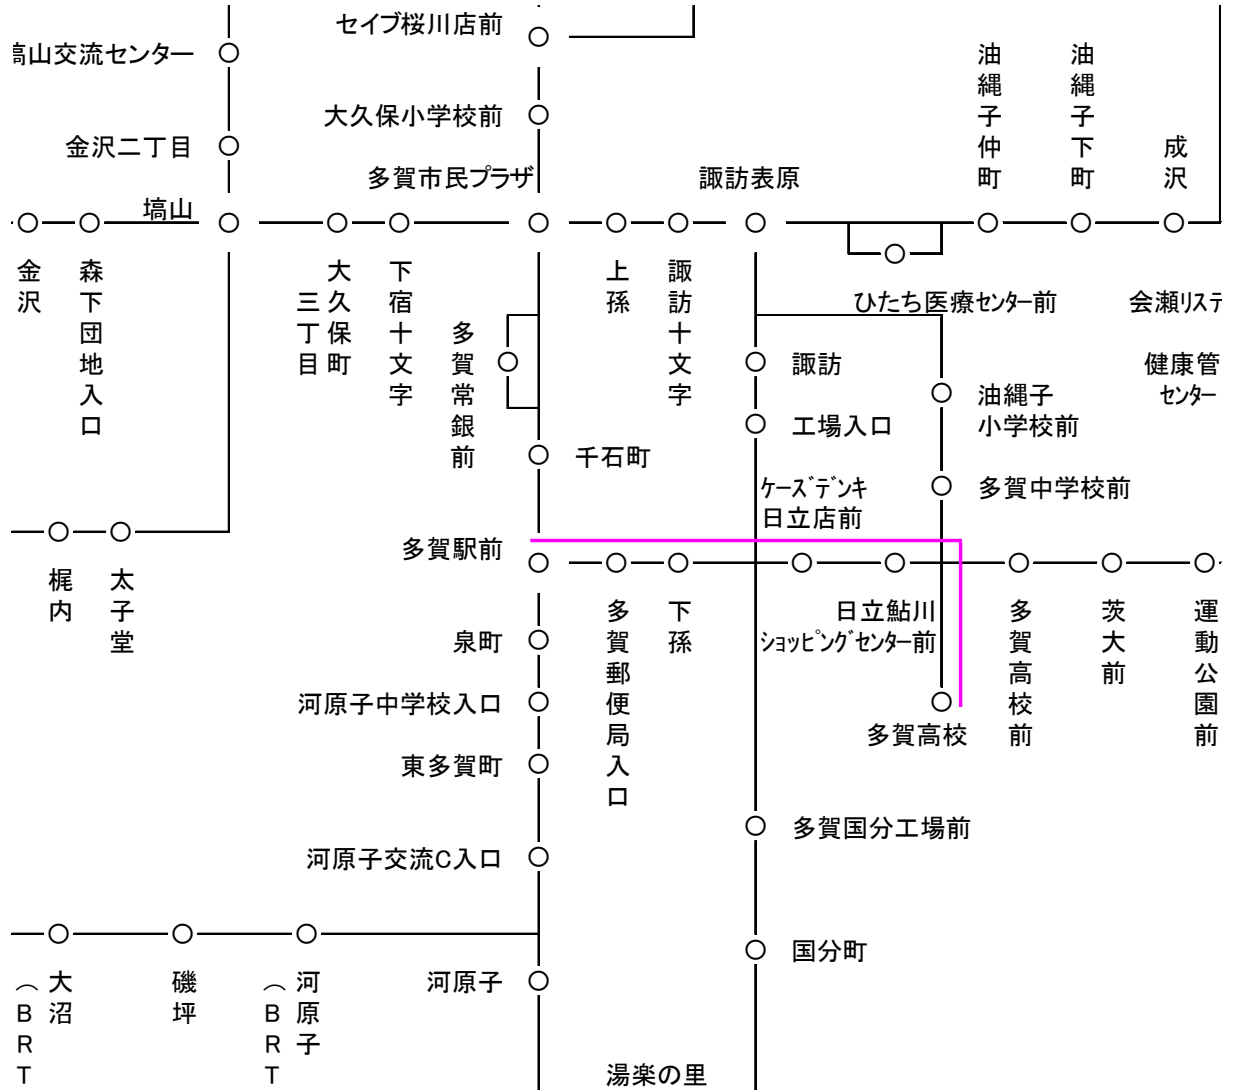 セイブ桜川店前
塙山交流センター
大久保小学校前
金沢二丁目
多賀市民プラザ
諏訪表原
油縄子仲町
油縄子下町
成沢
塙山
金沢
森下団地入口
大久保町
三丁目
下宿十文字
上孫
諏訪十文字
ひたち医療センター前
会瀬リステ
多賀常銀前
諏訪
健康管
センター
油縄子
小学校前
工場入口
千石町
ケーズデンキ
日立店前
多賀中学校前
多賀駅前
梶内
太子堂
泉町
多賀郵便局入口
下孫
日立鮎川
ショッピングセンター前
多賀高校前
茨大前
運動公園前
河原子中学校入口
多賀高校
東多賀町
多賀国分工場前
河原子交流C入口
国分町
大沼
（BRT
磯坪
河原子
（BRT
河原子
湯楽の里